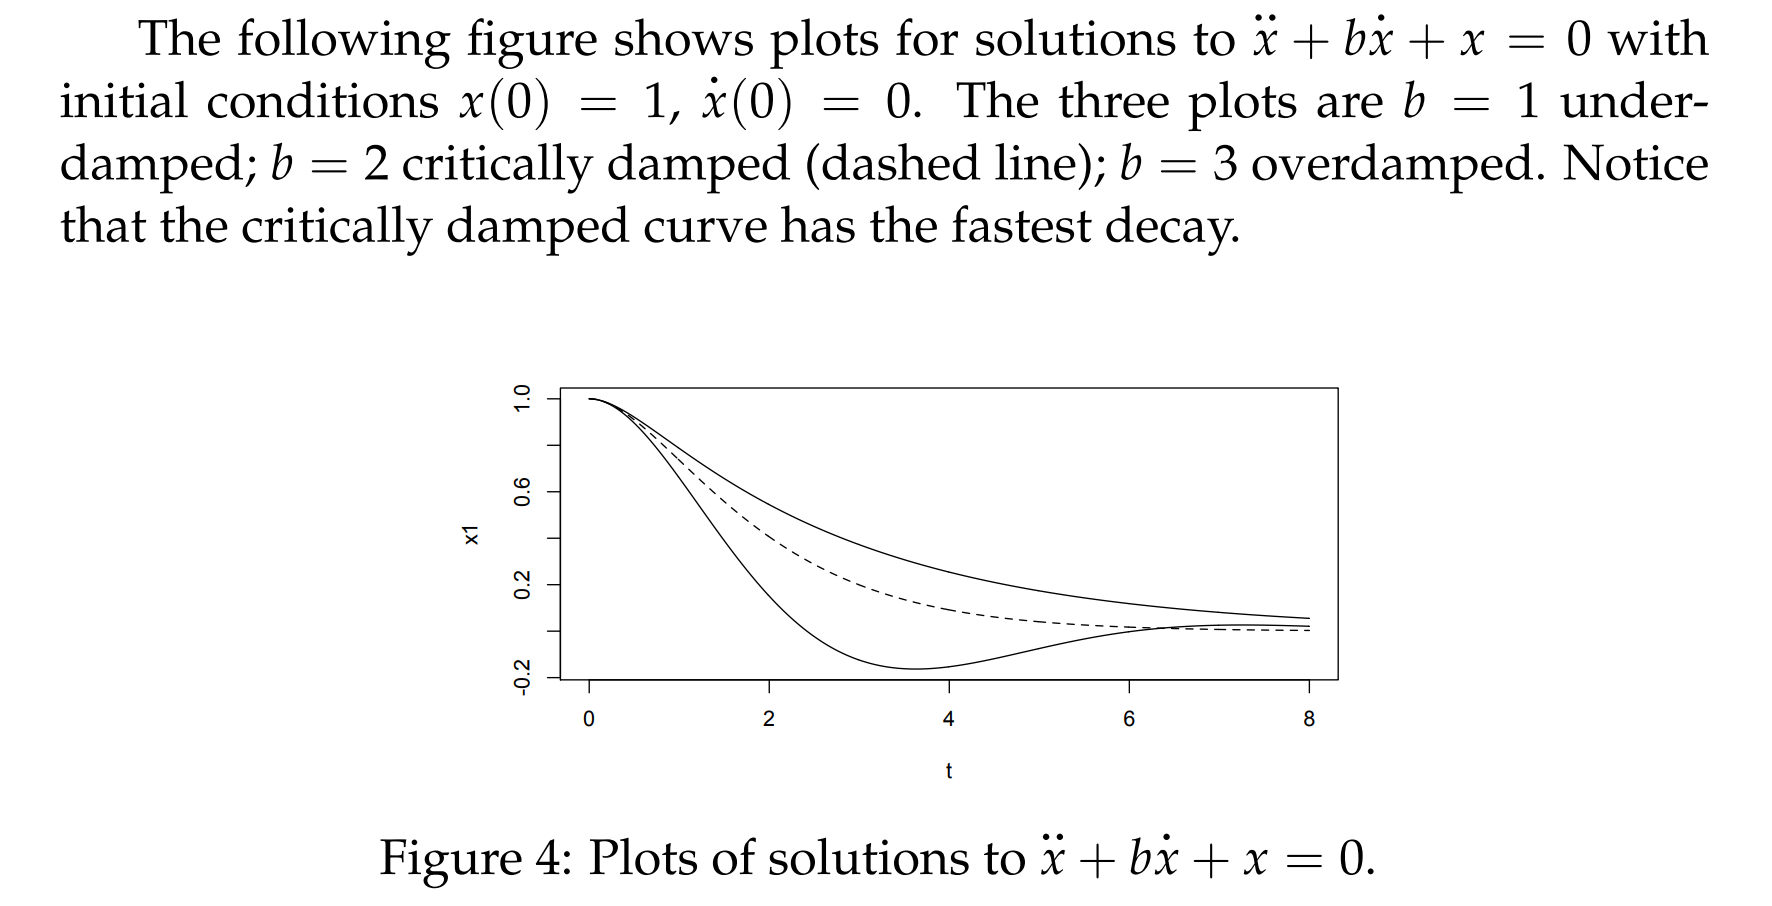 The following figure shows plots for solutions to ẍ + bẋ + x = 0 with
initial conditions x(0) = 1, ẋ(0) = 0. The three plots are b = 1 under-
damped; b = 2 critically damped (dashed line); b = 3 overdamped. Notice
that the critically damped curve has the fastest decay.
1.0
0.6
0.2
-0.2
x1
0 2 4 6 8
t
Figure 4: Plots of solutions to ẍ + bẋ + x = 0.